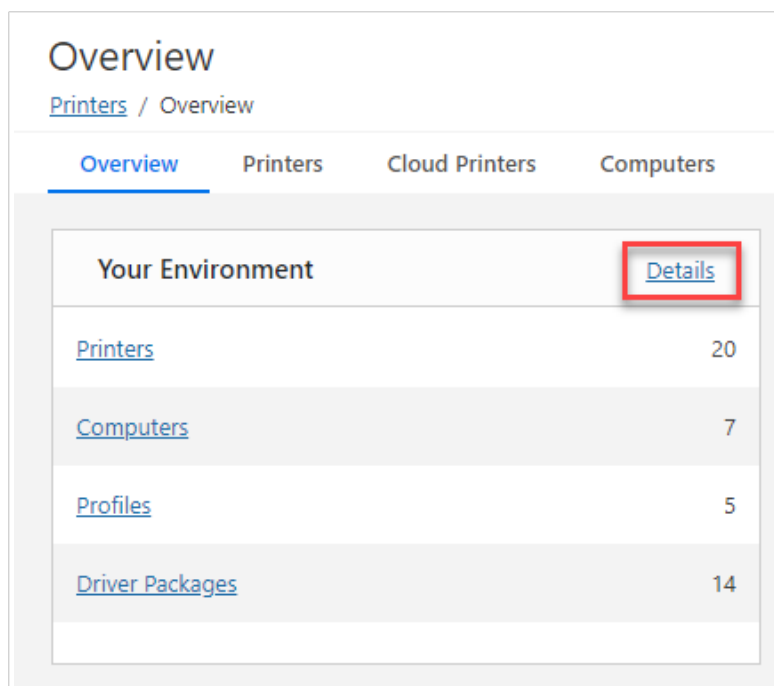 Overview
Printers / Overview
Overview Printers Cloud Printers Computers
Your Environment Details
Printers 20
Computers 7
Profiles 5
Driver Packages 14